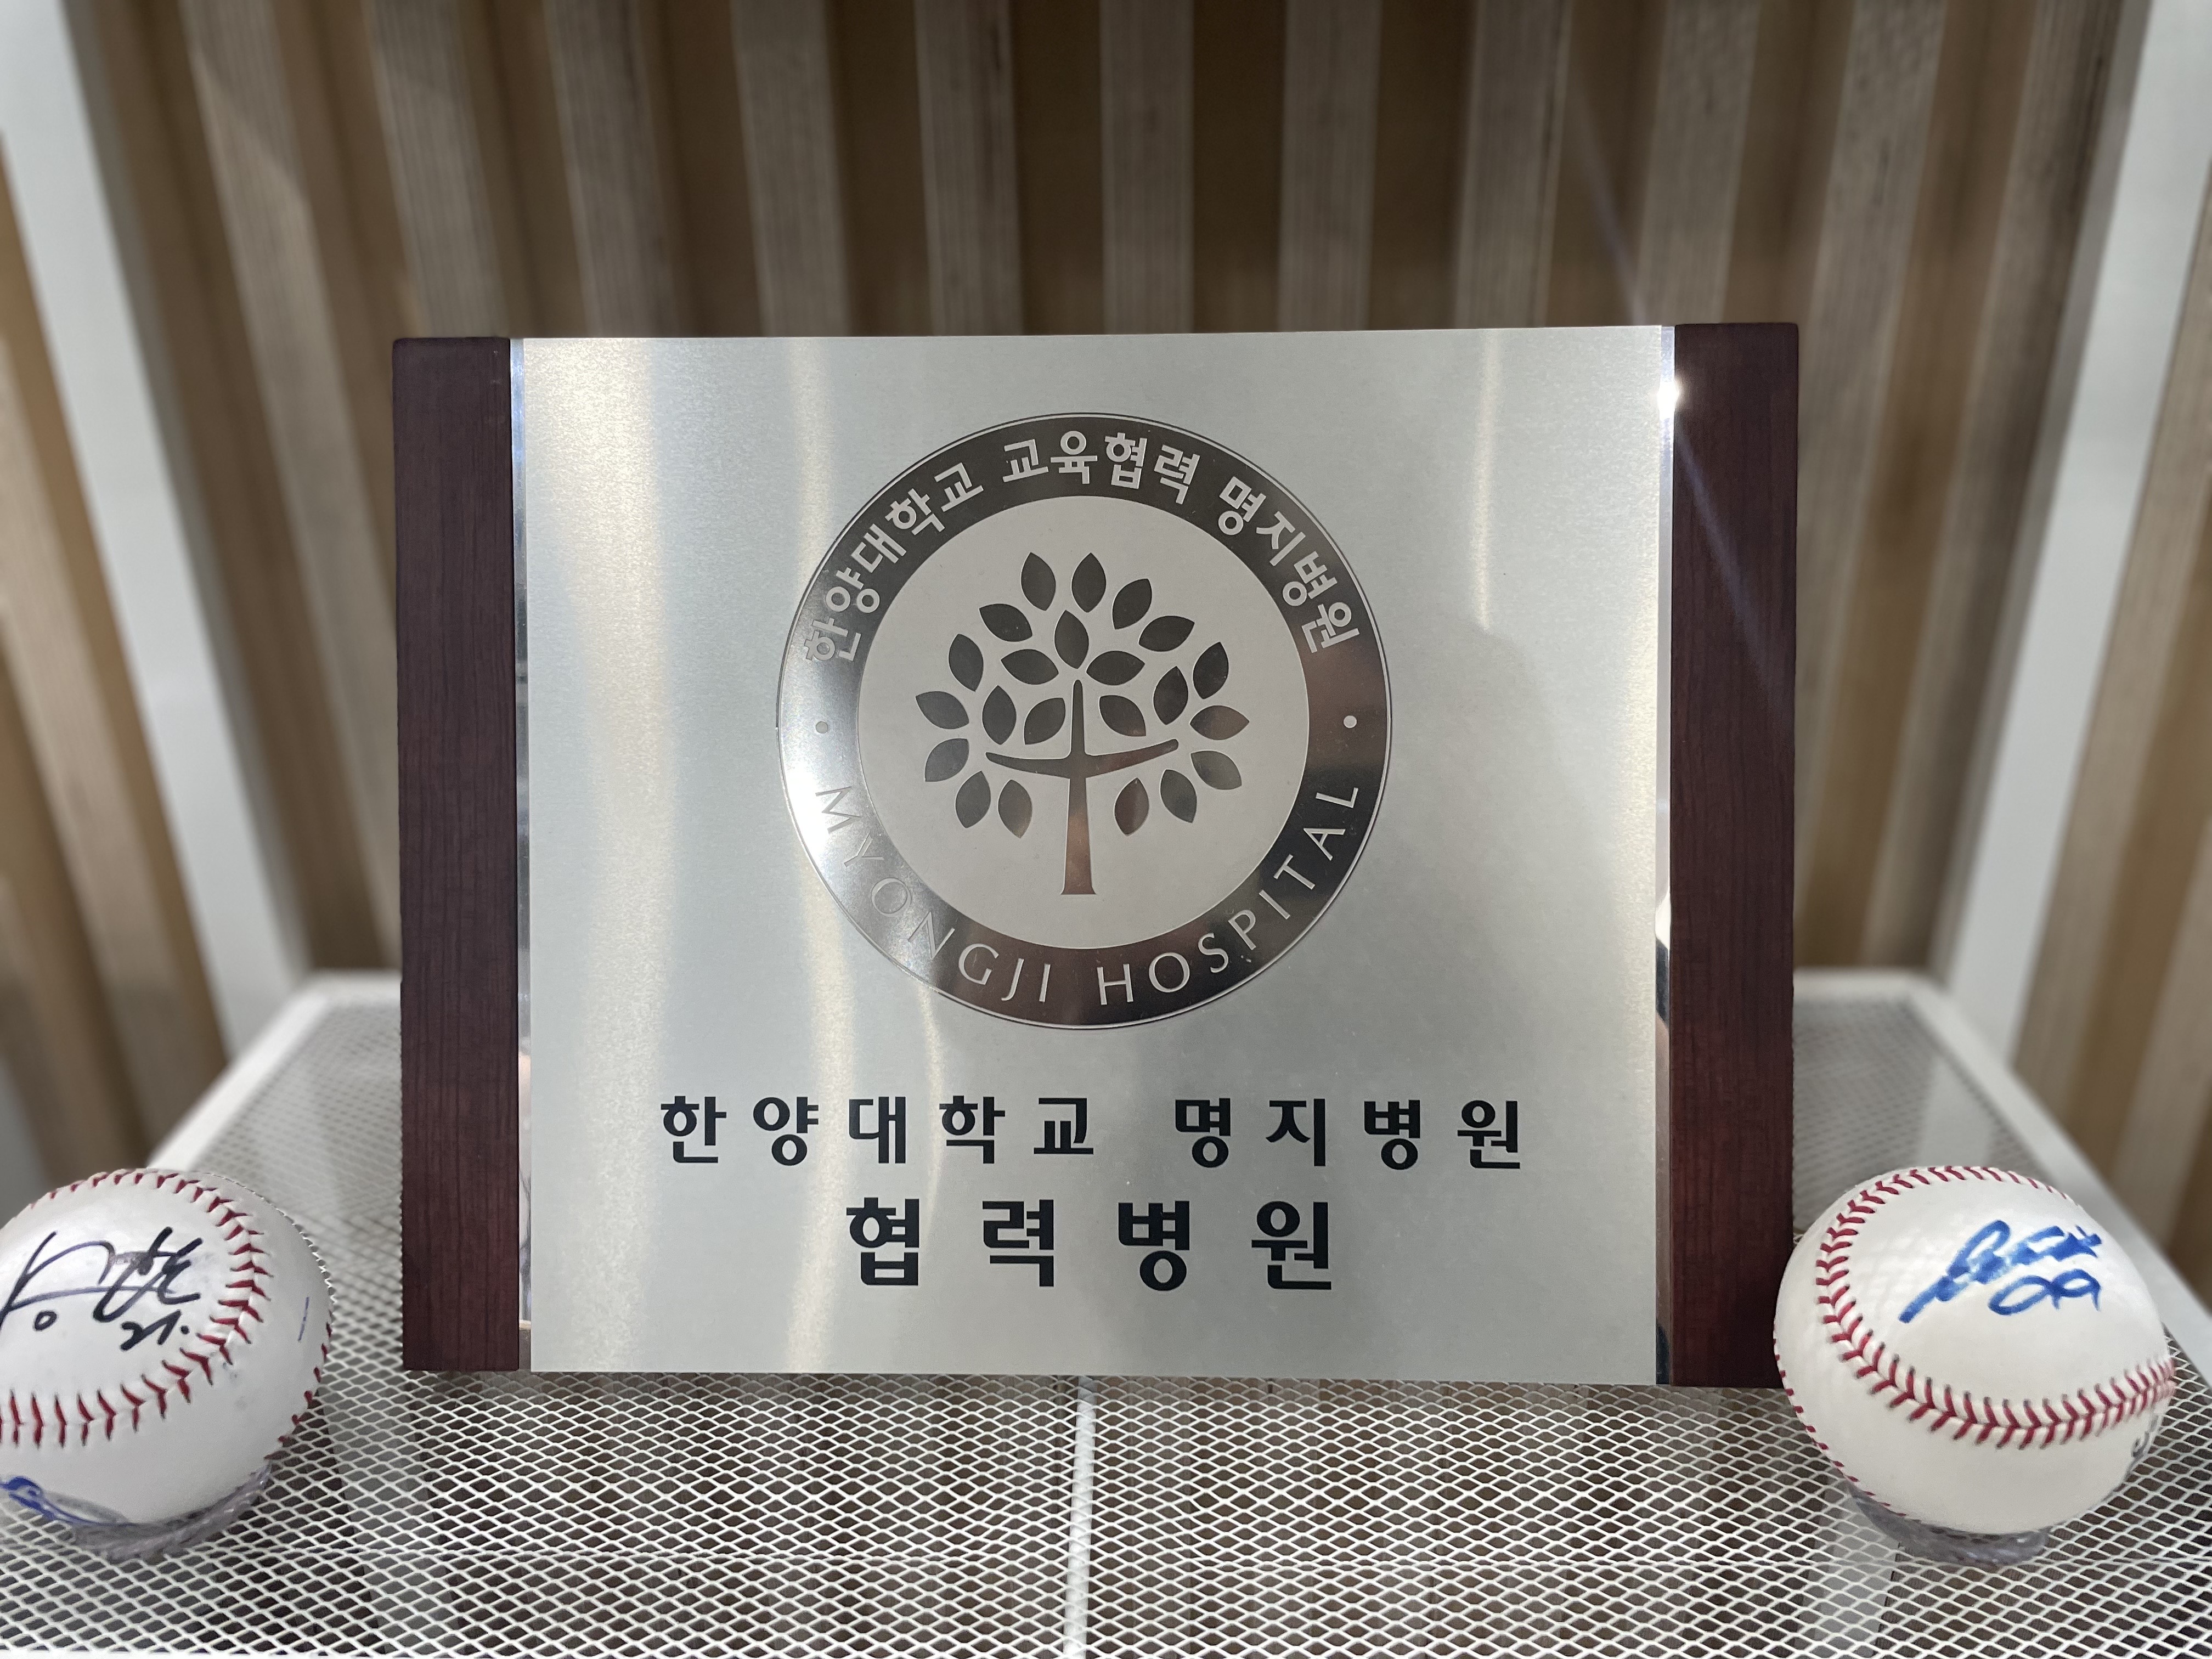 한양대학교 교육협력 명지병원
MYONGJI HOSPITAL
한양대학교 명지병원
협력병원